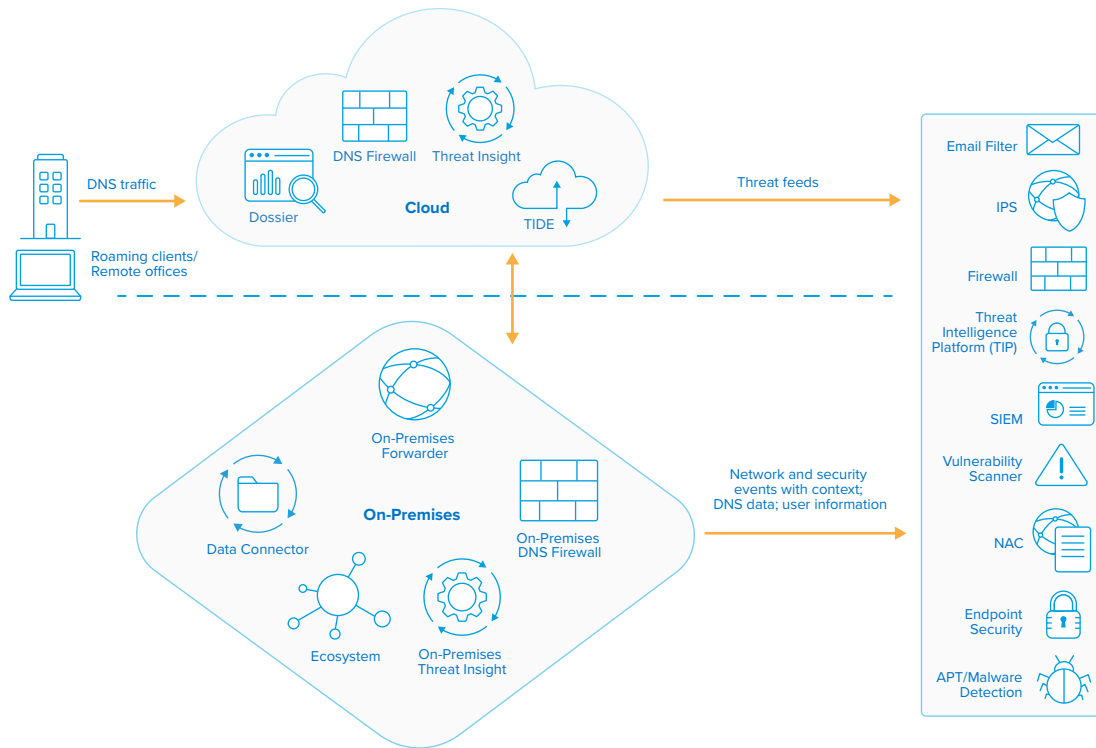 DNS traffic
Roaming clients/
Remote offices
DNS Firewall
Threat Insight
Dossier
Cloud
TIDE
Threat feeds
On-Premises
Forwarder
Data Connector
On-Premises
On-Premises
DNS Firewall
Ecosystem
On-Premises
Threat Insight
Network and security
events with context;
DNS data; user information
Email Filter
IPS
Firewall
Threat
Intelligence
Platform (TIP)
SIEM
Vulnerability
Scanner
NAC
Endpoint
Security
APT/Malware
Detection